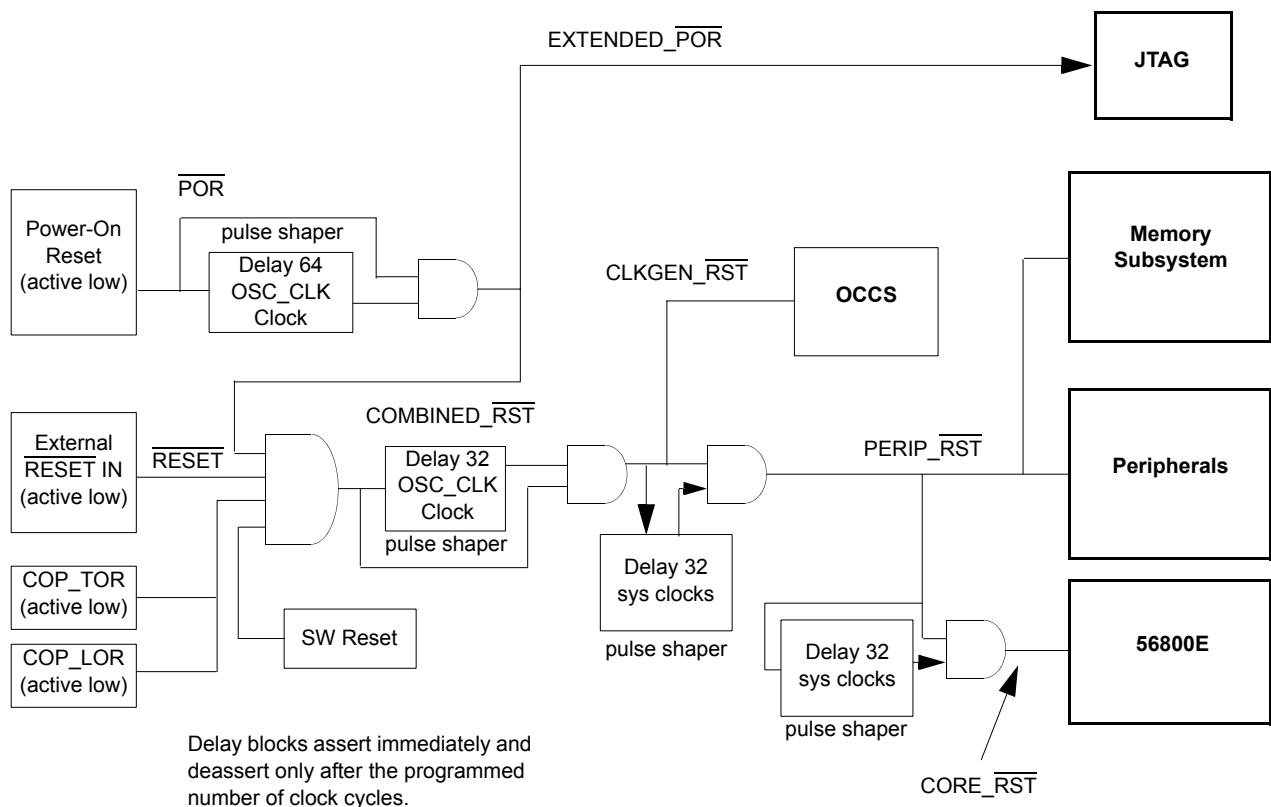 EXTENDED_POR
JTAG
POR
Power-On
Reset
(active low)
pulse shaper
Delay 64
OSC_CLK
Clock
CLKGEN_RST
OCCS
Memory
Subsystem
External
RESET IN
(active low)
RESET
COMBINED_RST
Delay 32
OSC_CLK
Clock
pulse shaper
PERIP_RST
Peripherals
Delay 32
sys clocks
pulse shaper
COP_TOR
(active low)
SW Reset
COP_LOR
(active low)
Delay 32
sys clocks
pulse shaper
56800E
CORE_RST
Delay blocks assert immediately and
deassert only after the programmed
number of clock cycles.